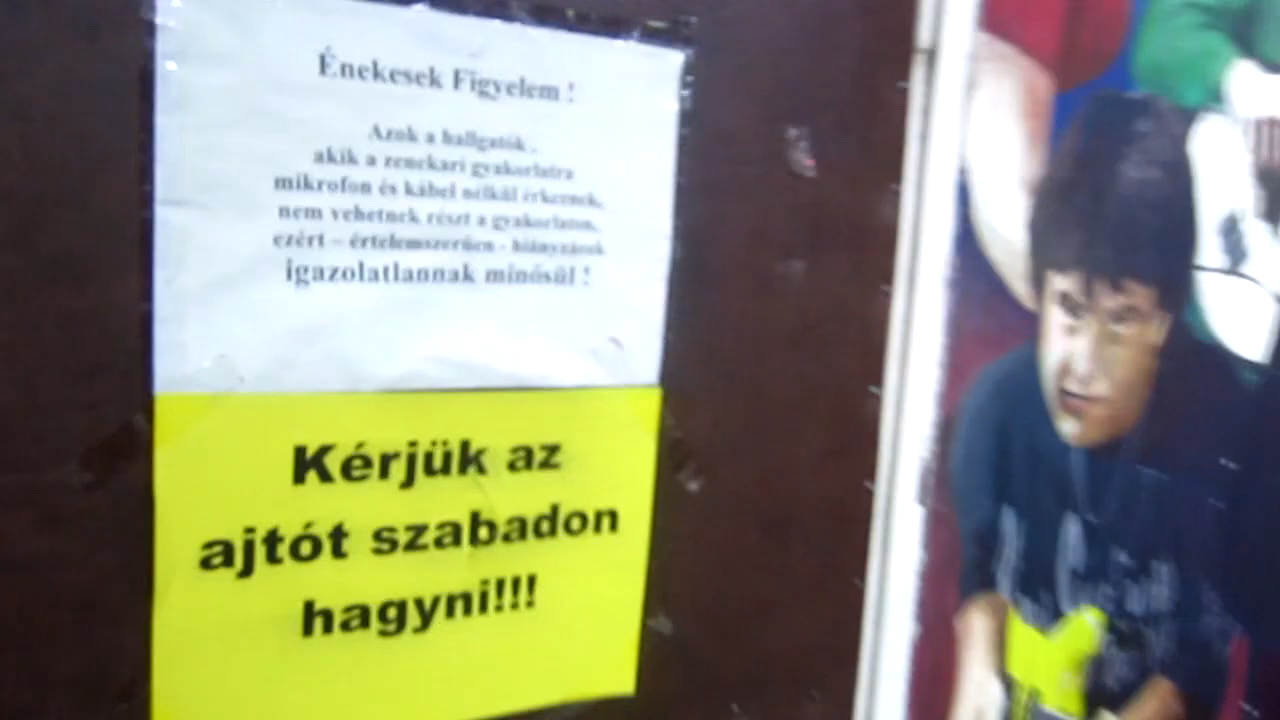 Énekesek Figyelem !
Azok a hallgatók ,
akik a zenekari gyakorlatra
mikrofon és kábel nélkül érkeznek,
nem vehetnek részt a gyakorlaton,
ezért – értelemszerűen - hiányzásuk
igazolatlannak minősül !
Kérjük az
ajtót szabadon
hagyni!!!